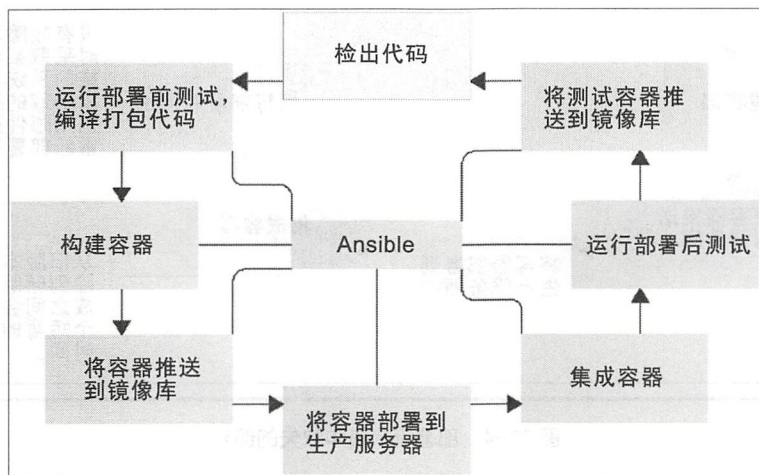 检出代码
运行部署前测试，
编译打包代码
将测试容器推
送到镜像库
构建容器
Ansible
运行部署后测试
将容器推送
到镜像库
将容器部署到
生产服务器
集成容器